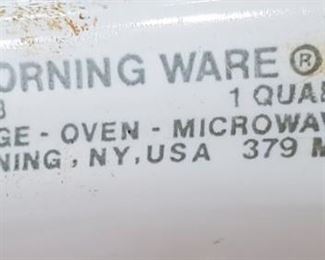 ORNING WARE®
1 QUA
GE - OVEN - MICROWAV
NING, NY, USA 379 M